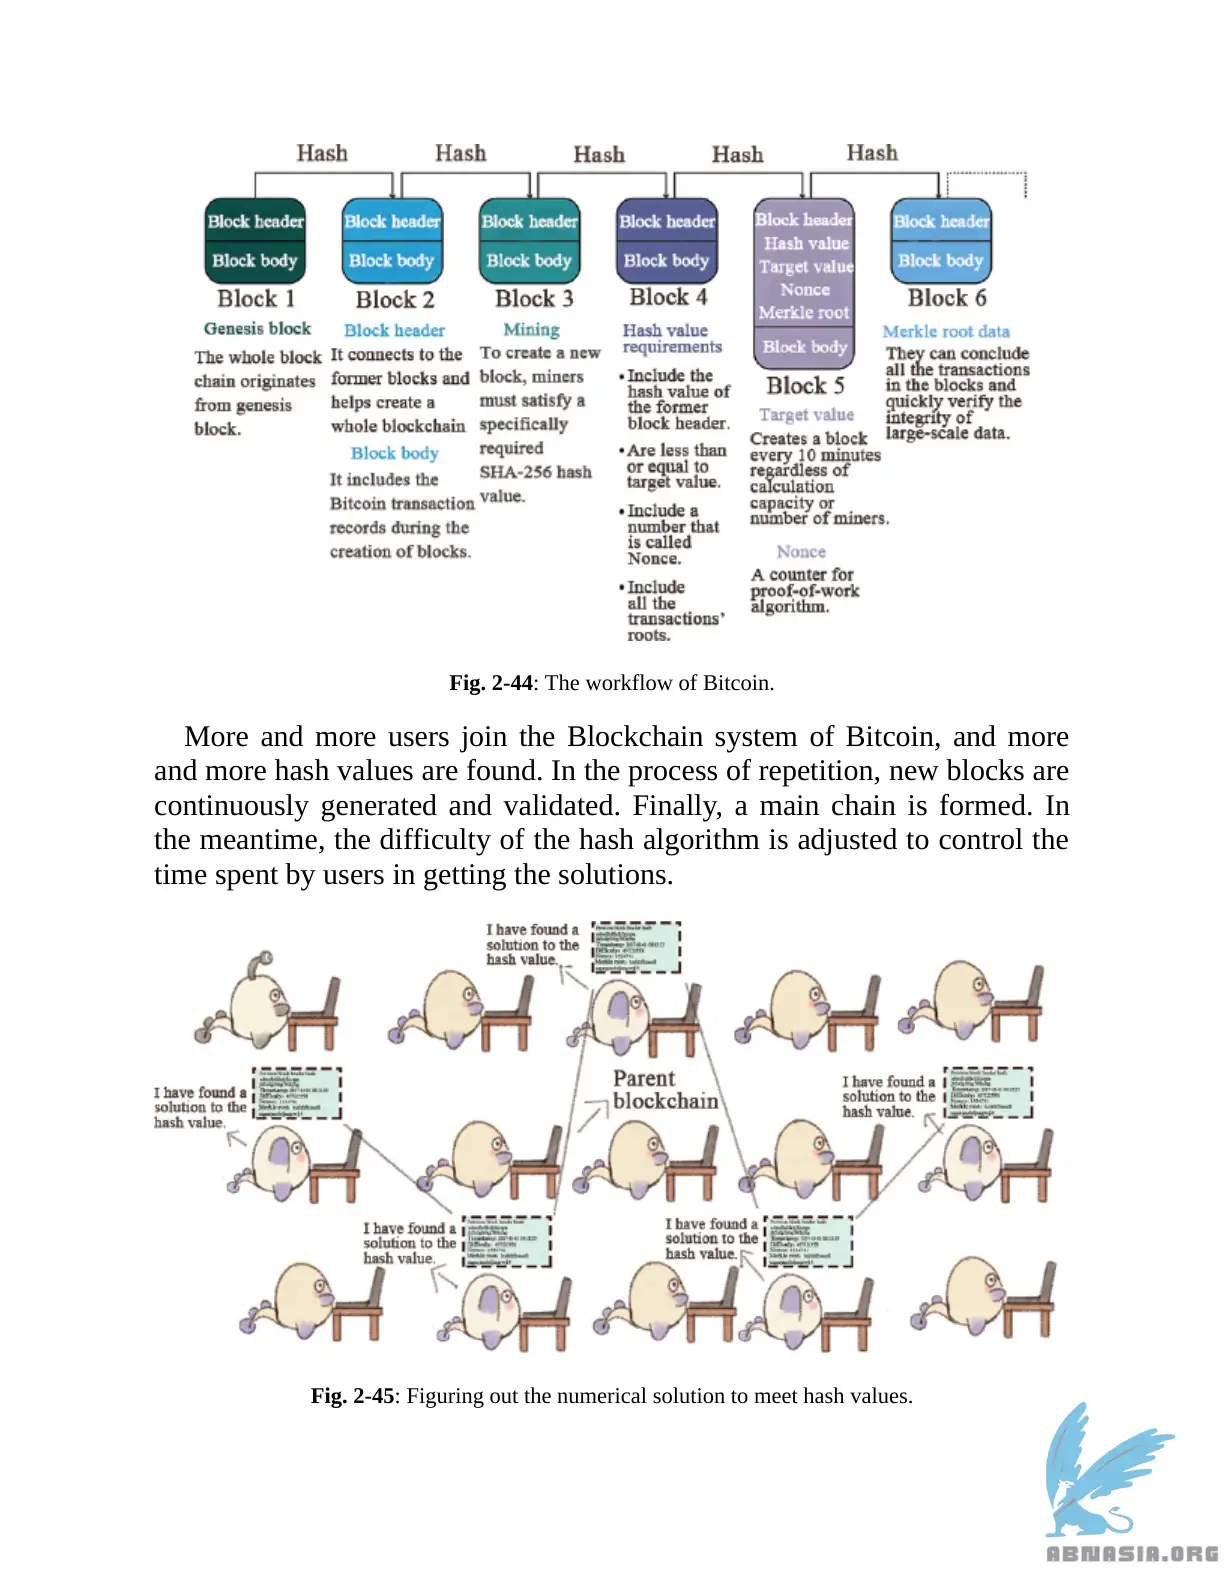 Hash Hash Hash Hash Hash
Block header
Block body
Block 1
Genesis block
The whole block
chain originates
from genesis
block.
Block header
Block body
Block 2
Block header
It connects to the
former blocks and
helps create a
whole blockchain
Block body
It includes the
Bitcoin transaction
records during the
creation of blocks.
Block header
Block body
Block 3
Mining
To create a new
block, miners
must satisfy a
specifically
required
SHA-256 hash
value.
Block header
Block body
Block 4
Hash value
requirements
• Include the
hash value of
the former
block header.
• Are less than
or equal to
target value.
• Include a
number that
is called
Nonce.
• Include
all the
transactions’
roots.
Block header
Hash value
Target value
Nonce
Merkle root
Block body
Block 5
Target value
Creates a block
every 10 minutes
regardless of
calculation
capacity or
number of miners.
Nonce
A counter for
proof-of-work
algorithm.
Block header
Block body
Block 6
Merkle root data
They can conclude
all the transactions
in the blocks and
quickly verify the
integrity of
large-scale data.
Fig. 2-44: The workflow of Bitcoin.
More and more users join the Blockchain system of Bitcoin, and more
and more hash values are found. In the process of repetition, new blocks are
continuously generated and validated. Finally, a main chain is formed. In
the meantime, the difficulty of the hash algorithm is adjusted to control the
time spent by users in getting the solutions.
I have found a
solution to the
hash value.
I have found a
solution to the
hash value.
Parent
blockchain
I have found a
solution to the
hash value.
I have found a
solution to the
hash value.
I have found a
solution to the
hash value.
Fig. 2-45: Figuring out the numerical solution to meet hash values.
ABNASIA.ORG